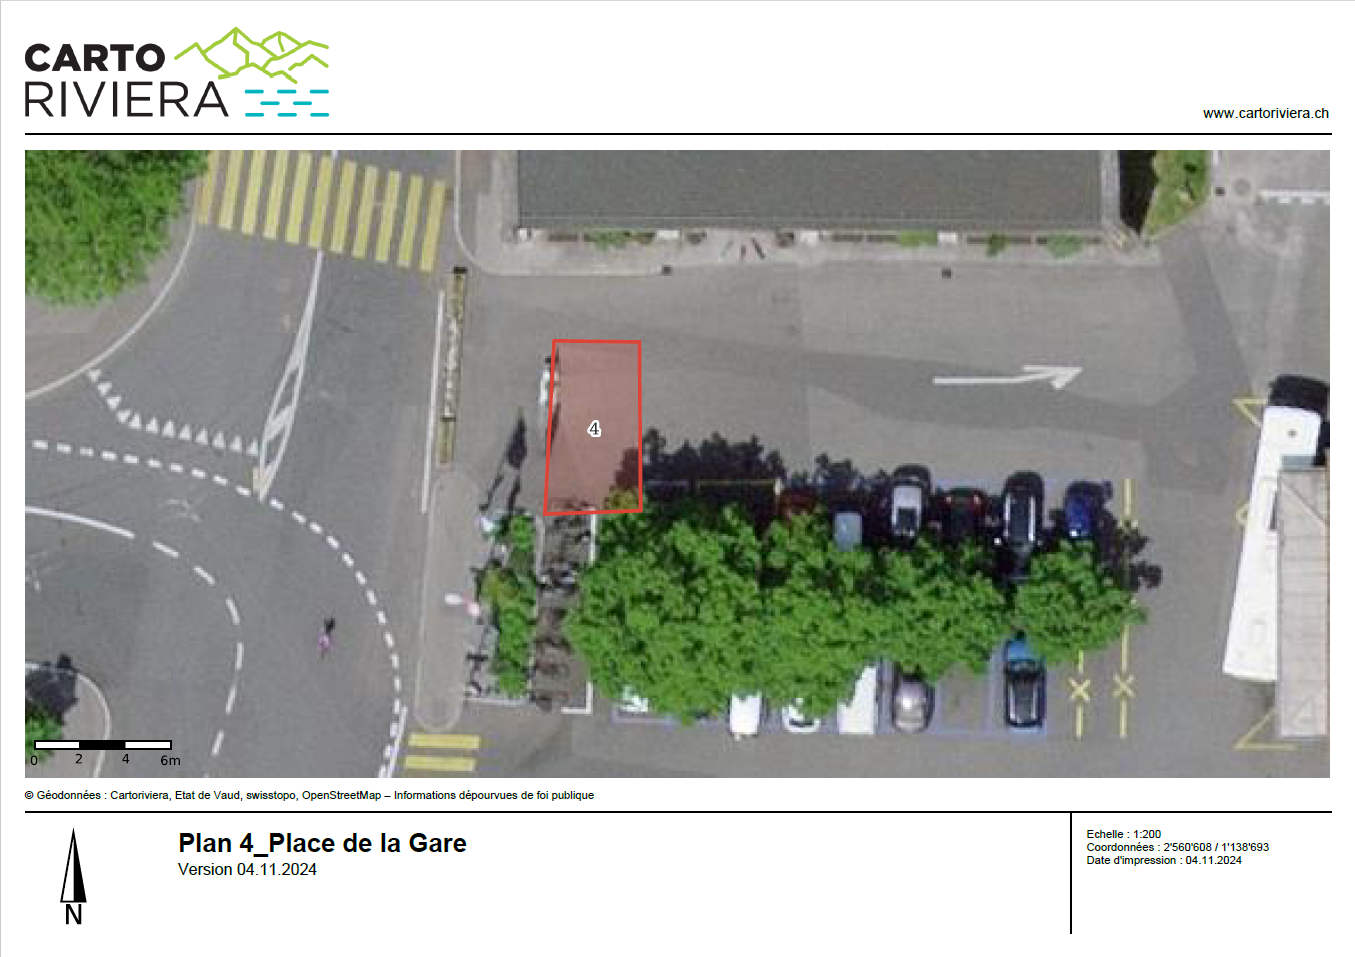 CARTO
RIVIERA
www.cartoriviera.ch
4
0 2 4 6m
© Géodonnées : Cartoriviera, Etat de Vaud, swisstopo, OpenStreetMap – Informations dépourvues de foi publique
Plan 4_Place de la Gare
Version 04.11.2024
N
Echelle : 1:200
Coordonnées : 2'560'608 / 1'138'693
Date d'impression : 04.11.2024